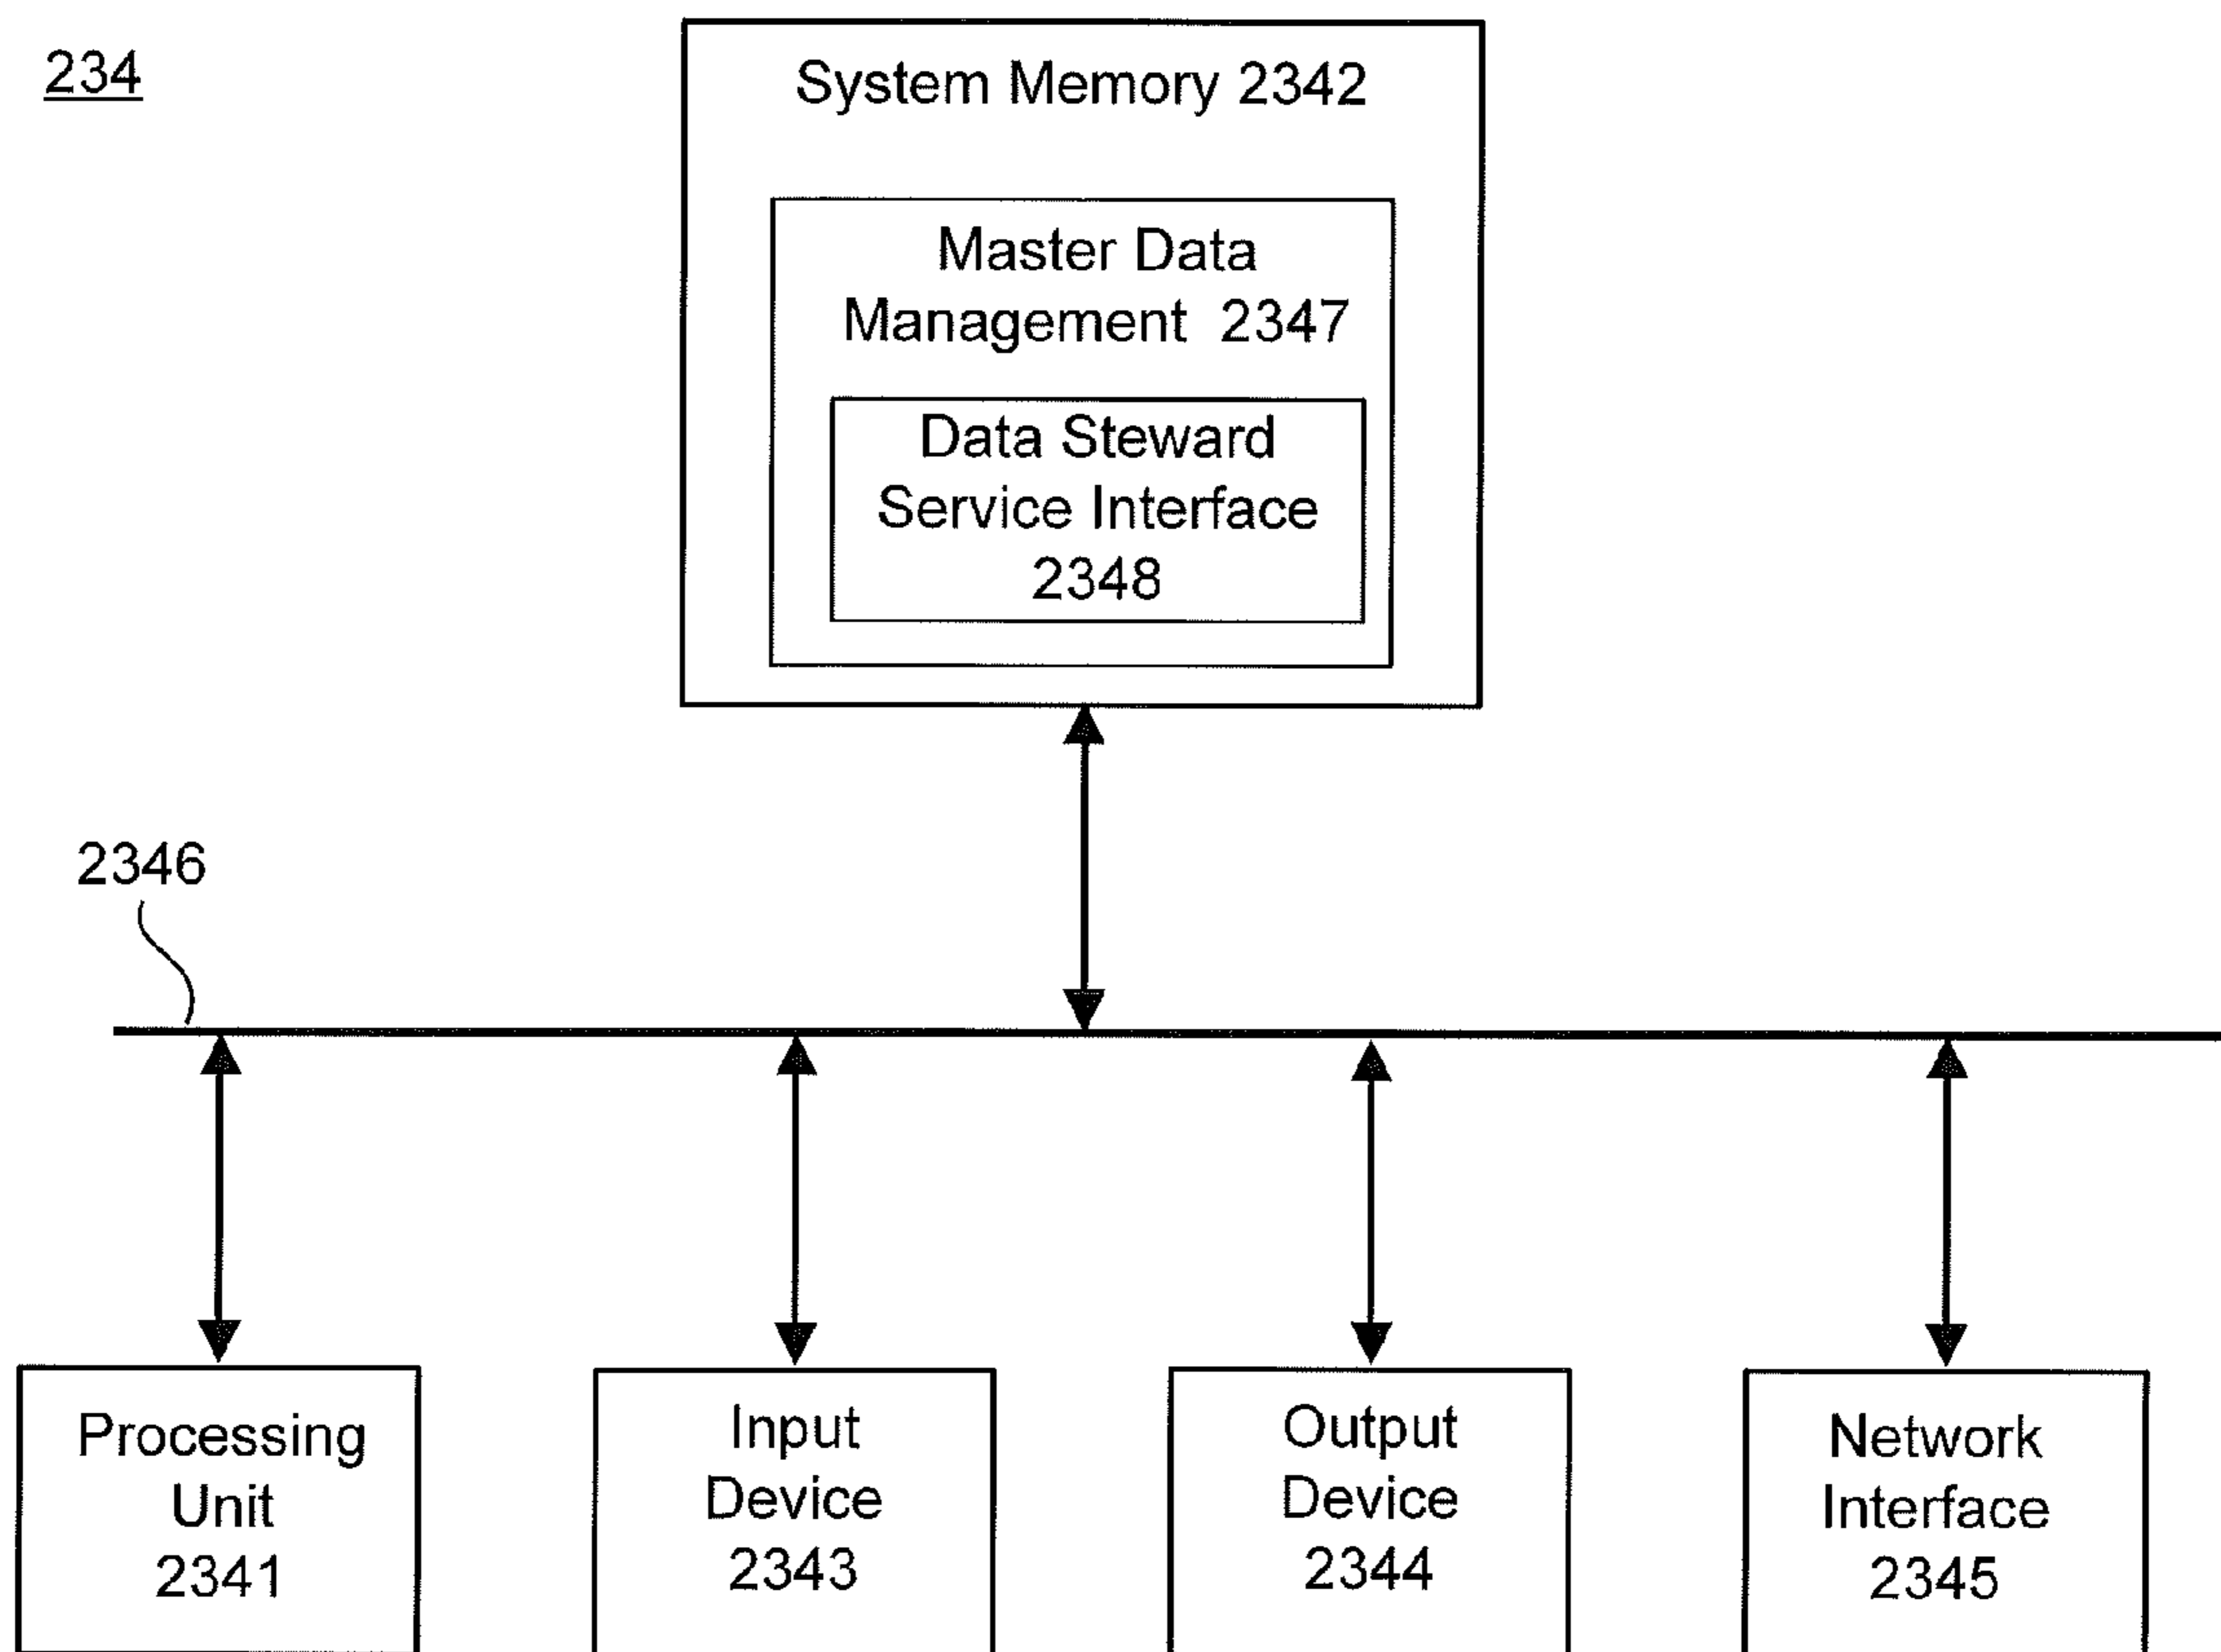 234
System Memory 2342
Master Data
Management 2347
Data Steward
Service Interface
2348
2346
Processing
Unit
2341
Input
Device
2343
Output
Device
2344
Network
Interface
2345